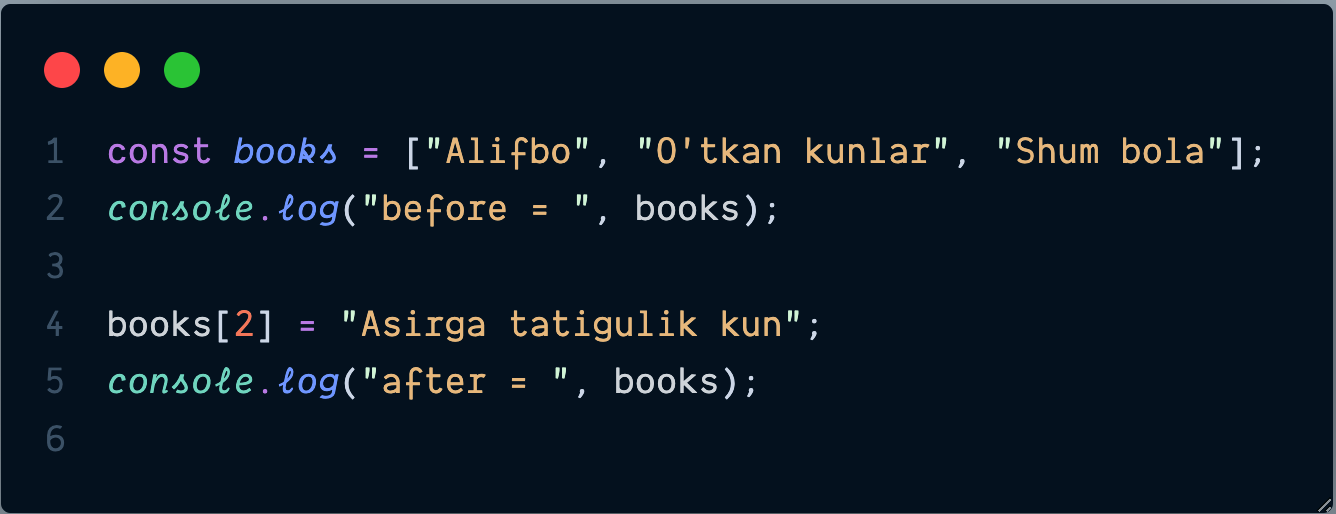 1 const books = ["Alifbo", "O'tkan kunlar", "Shum bola"];
2 console.log("before = ", books);
3
4 books[2] = "Asirga tatigulik kun";
5 console.log("after = ", books);
6